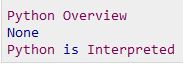 Python Overview
None
Python is Interpreted